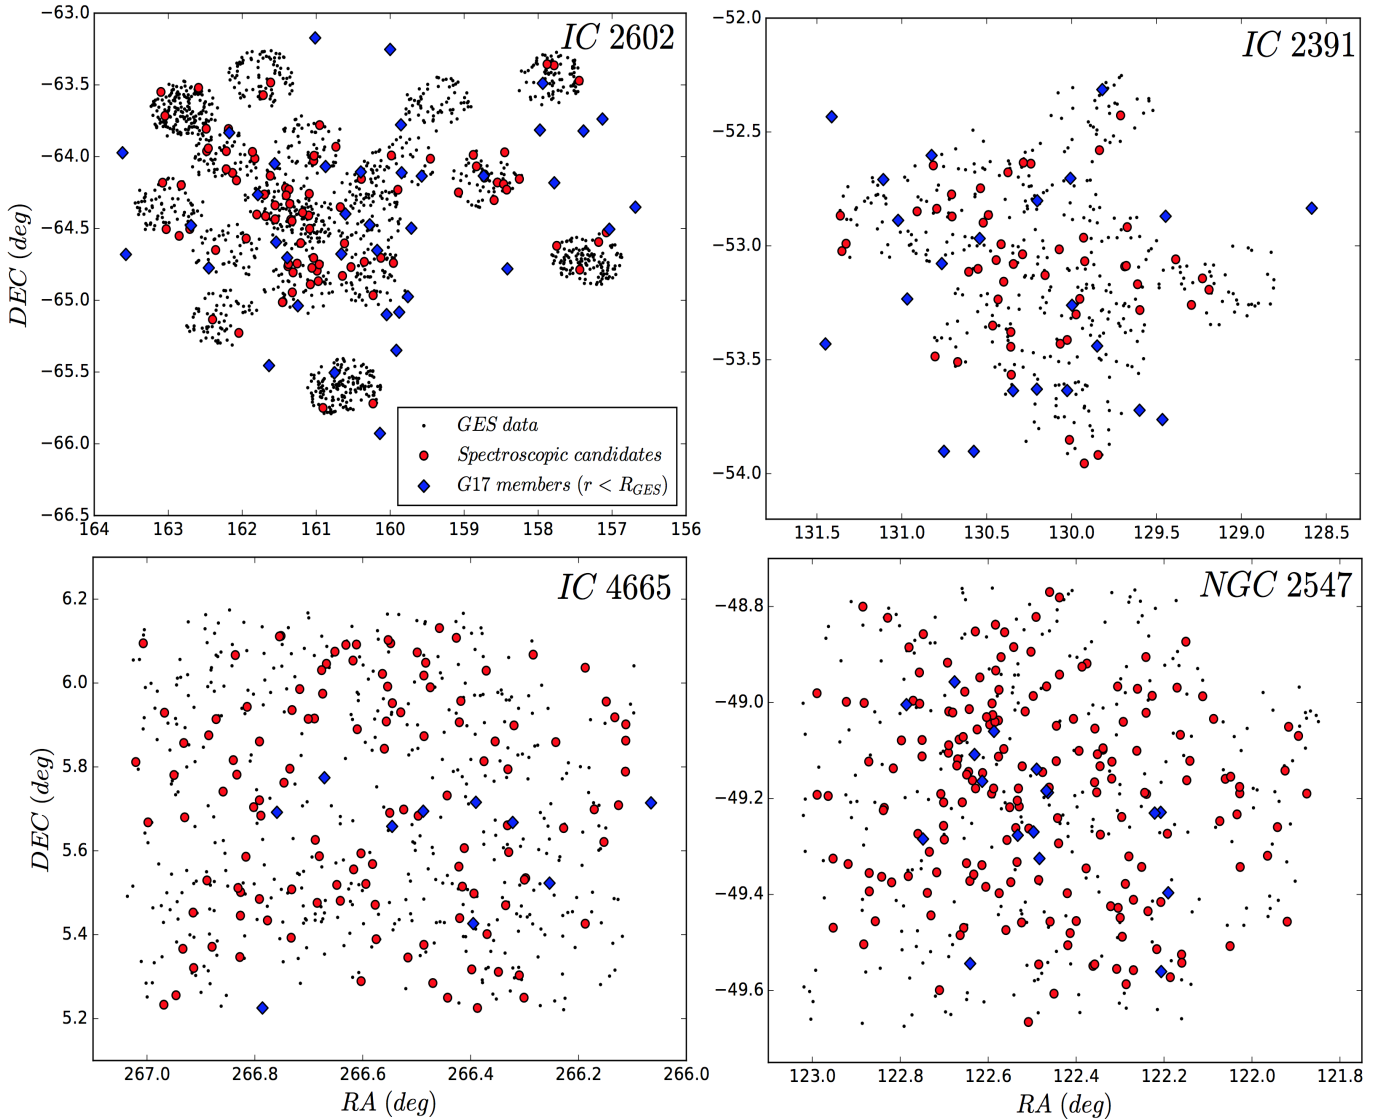 IC 2602
−63.0
−63.5
−64.0
−64.5
−65.0
−65.5
−66.0
−66.5
DEC (deg)
164 163 162 161 160 159 158 157 156
GES data
Spectroscopic candidates
G17 members (r < R_GES)
IC 2391
−52.0
−52.5
−53.0
−53.5
−54.0
131.5 131.0 130.5 130.0 129.5 129.0 128.5
IC 4665
6.2
6.0
5.8
5.6
5.4
5.2
DEC (deg)
267.0 266.8 266.6 266.4 266.2 266.0
RA (deg)
NGC 2547
−48.8
−49.0
−49.2
−49.4
−49.6
123.0 122.8 122.6 122.4 122.2 122.0 121.8
RA (deg)